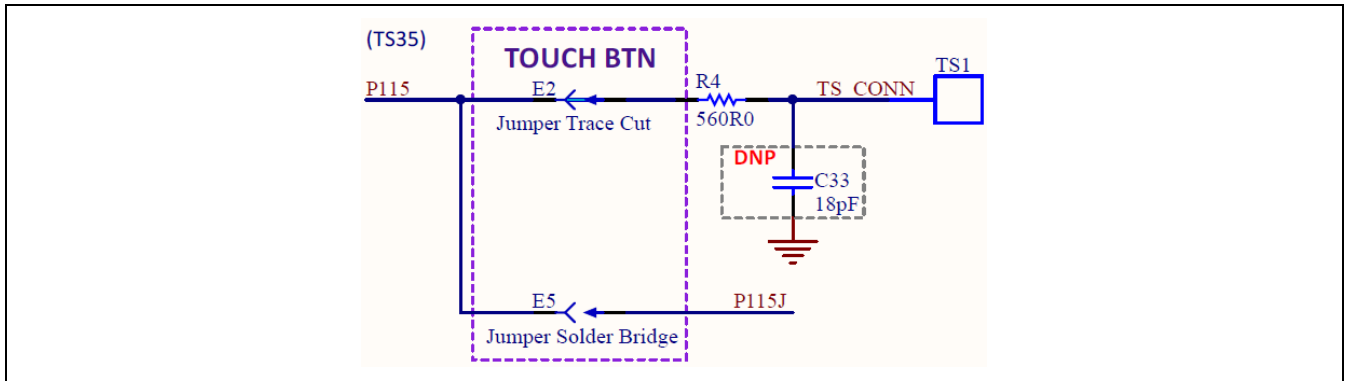 (TS35)
TOUCH BTN
TS1
P115
E2
R4
TS_CONN
Jumper Trace Cut
560R0
DNP
C33
18pF
E5
P115J
Jumper Solder Bridge